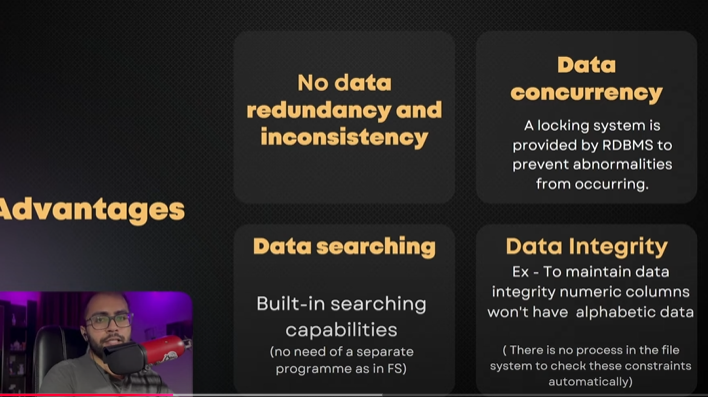 Advantages
No data
redundancy and
inconsistency
Data
concurrency
A locking system is
provided by RDBMS to
prevent abnormalities
from occurring.
Data searching
Built-in searching
capabilities
(no need of a separate
programme as in FS)
Data Integrity
Ex - To maintain data
integrity numeric columns
won't have alphabetic data
( There is no process in the file
system to check these constraints
automatically)